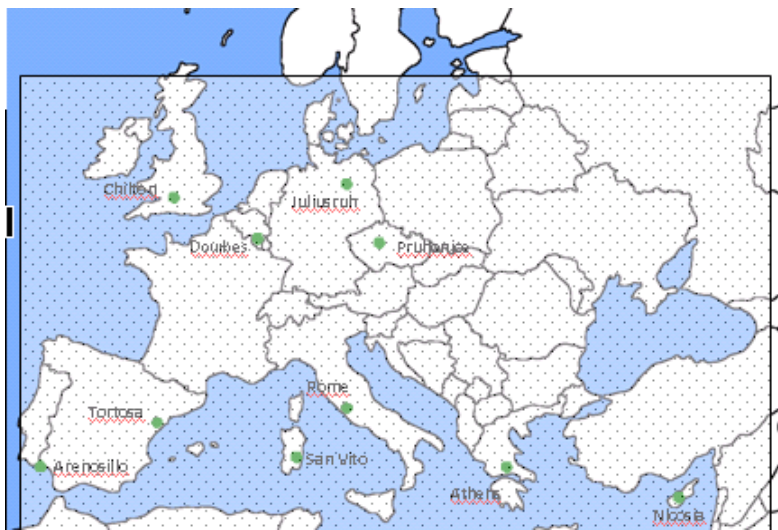 Chilton
Juliusruh
Dourbes
Pruhonice
Rome
Tortosa
San Vito
Arenosillo
Athens
Nicosia